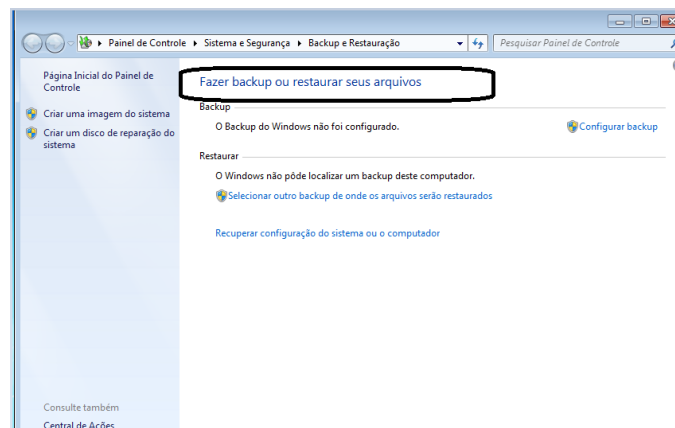 Painel de Controle ▸ Sistema e Segurança ▸ Backup e Restauração
Pesquisar Painel de Controle
Página Inicial do Painel de
Controle
Criar uma imagem do sistema
Criar um disco de reparação do
sistema
Fazer backup ou restaurar seus arquivos
Backup
O Backup do Windows não foi configurado.
Configurar backup
Restaurar
O Windows não pôde localizar um backup deste computador.
Selecionar outro backup de onde os arquivos serão restaurados
Recuperar configuração do sistema ou o computador
Consulte também
Central de Ações